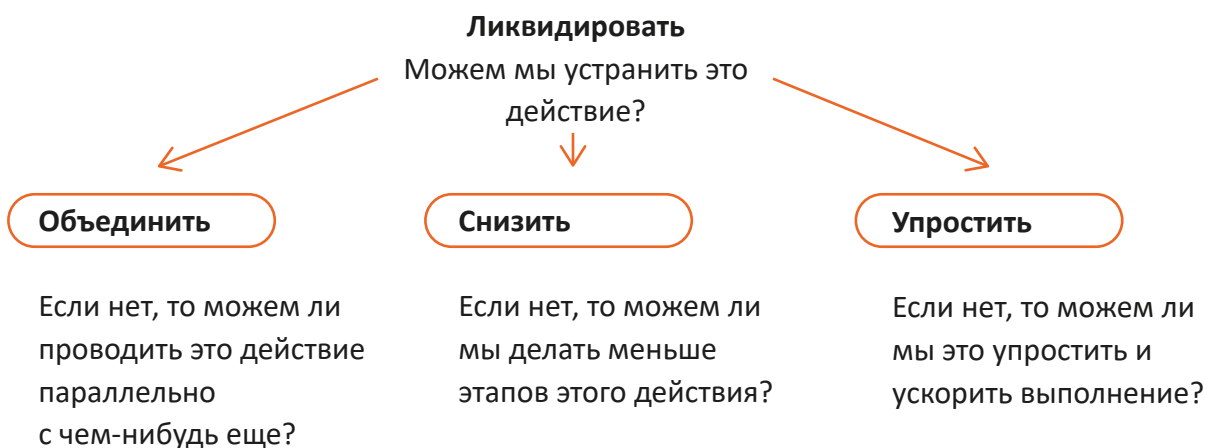 Ликвидировать
Можем мы устранить это
действие?
Объединить
Если нет, то можем ли
проводить это действие
параллельно
с чем-нибудь еще?
Снизить
Если нет, то можем ли
мы делать меньше
этапов этого действия?
Упростить
Если нет, то можем ли
мы это упростить и
ускорить выполнение?